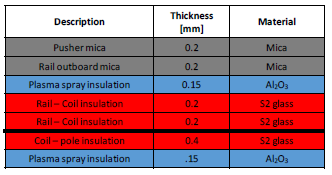 Description Thickness [mm] Material
Pusher mica 0.2 Mica
Rail outboard mica 0.2 Mica
Plasma spray insulation 0.15 Al₂O₃
Rail – Coil insulation 0.2 S2 glass
Rail – Coil insulation 0.2 S2 glass
Coil – pole insulation 0.4 S2 glass
Plasma spray insulation .15 Al₂O₃